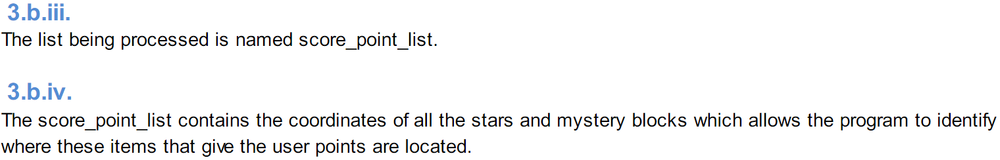 3.b.iii.
The list being processed is named score_point_list.
3.b.iv.
The score_point_list contains the coordinates of all the stars and mystery blocks which allows the program to identify
where these items that give the user points are located.